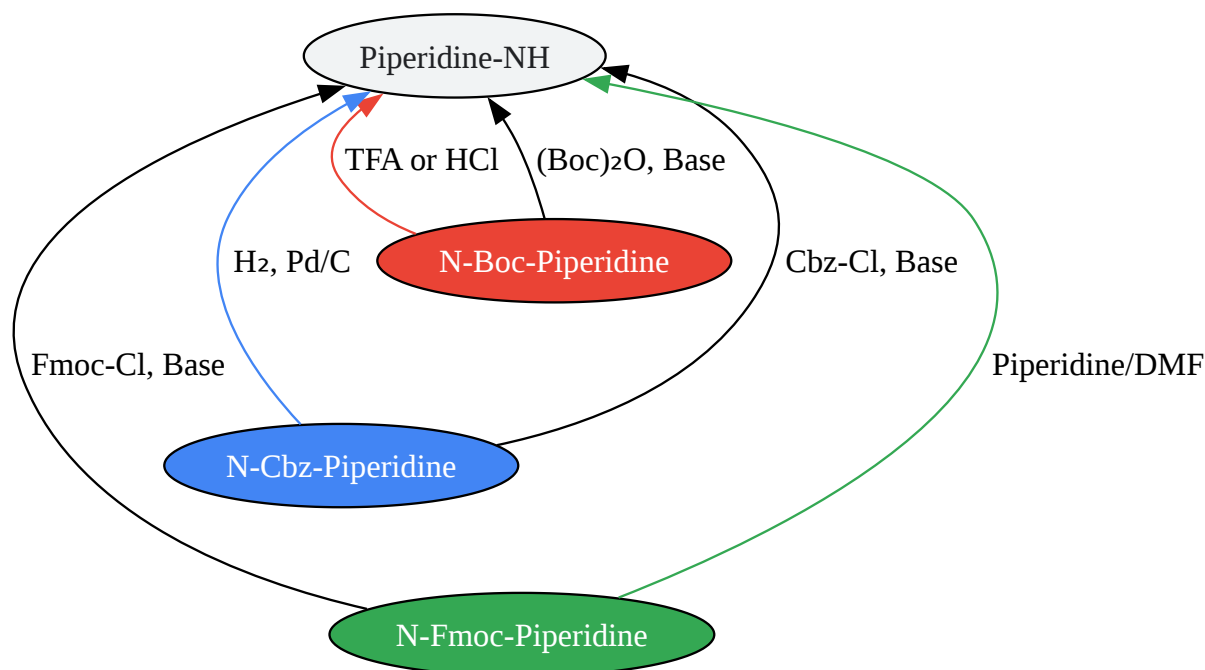 Piperidine-NH
TFA or HCl
(Boc)₂O, Base
H₂, Pd/C
N-Boc-Piperidine
Cbz-Cl, Base
Fmoc-Cl, Base
Piperidine/DMF
N-Cbz-Piperidine
N-Fmoc-Piperidine